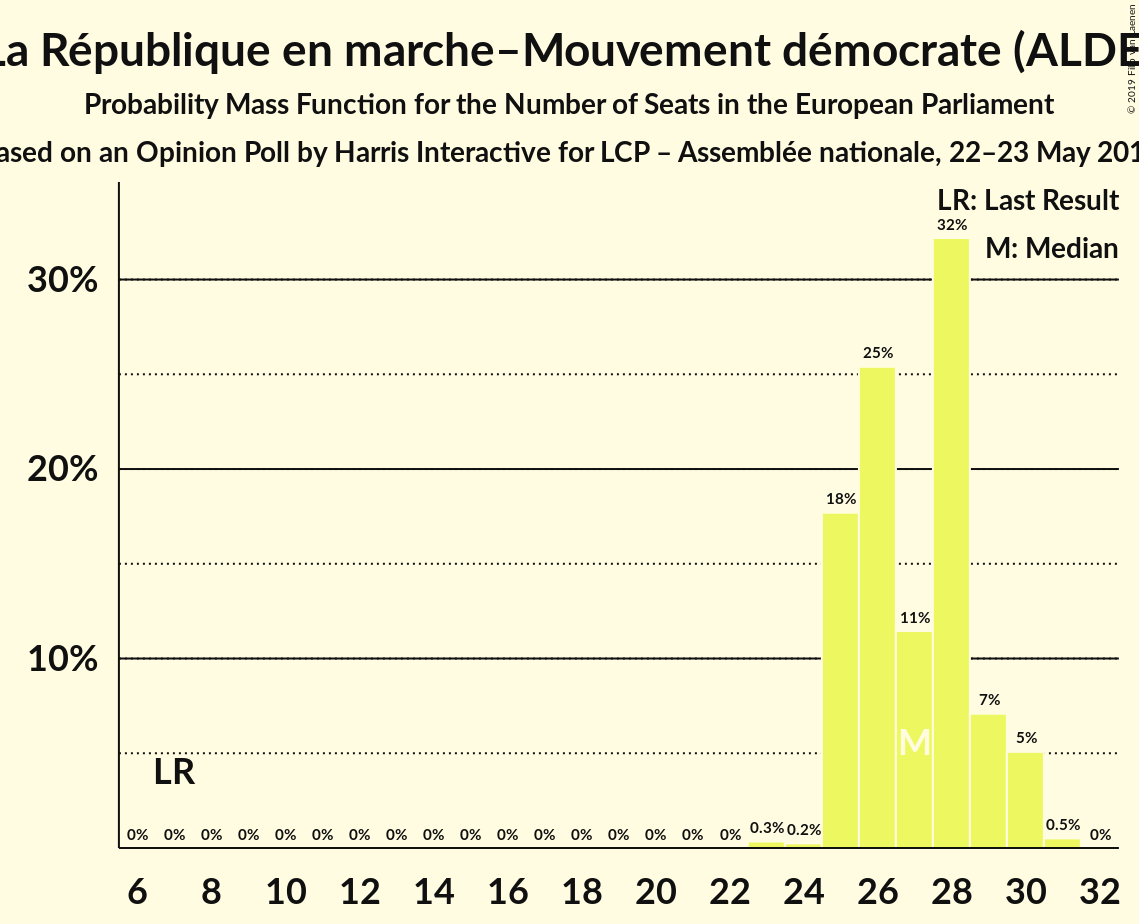 La République en marche–Mouvement démocrate (ALDE
Probability Mass Function for the Number of Seats in the European Parliament
ased on an Opinion Poll by Harris Interactive for LCP – Assemblée nationale, 22–23 May 201
© 2019
LR: Last Result
M: Median
30%
20%
10%
32%
25%
18%
11%
7%
5%
M
LR
0% 0% 0% 0% 0% 0% 0% 0% 0% 0% 0% 0% 0% 0% 0% 0% 0% 0.3% 0.2% 0.5% 0%
6 8 10 12 14 16 18 20 22 24 26 28 30 32